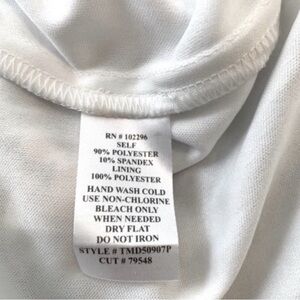 RN # 102296
SELF
90% POLYESTER
10% SPANDEX
LINING
100% POLYESTER
HAND WASH COLD
USE NON-CHLORINE
BLEACH ONLY
WHEN NEEDED
DRY FLAT
DO NOT IRON
STYLE # TMD50907P
CUT # 79548